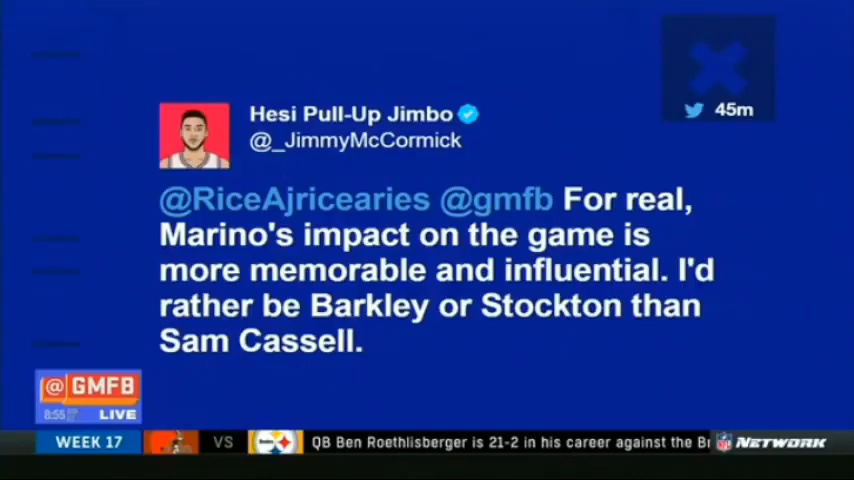 45m
Hesi Pull-Up Jimbo
@_JimmyMcCormick
@RiceAjricearies @gmfb For real,
Marino's impact on the game is
more memorable and influential. I'd
rather be Barkley or Stockton than
Sam Cassell.
@ GMFB
8:55 LIVE
WEEK 17 VS Steelers QB Ben Roethlisberger is 21-2 in his career against the Br NFL NETWORK